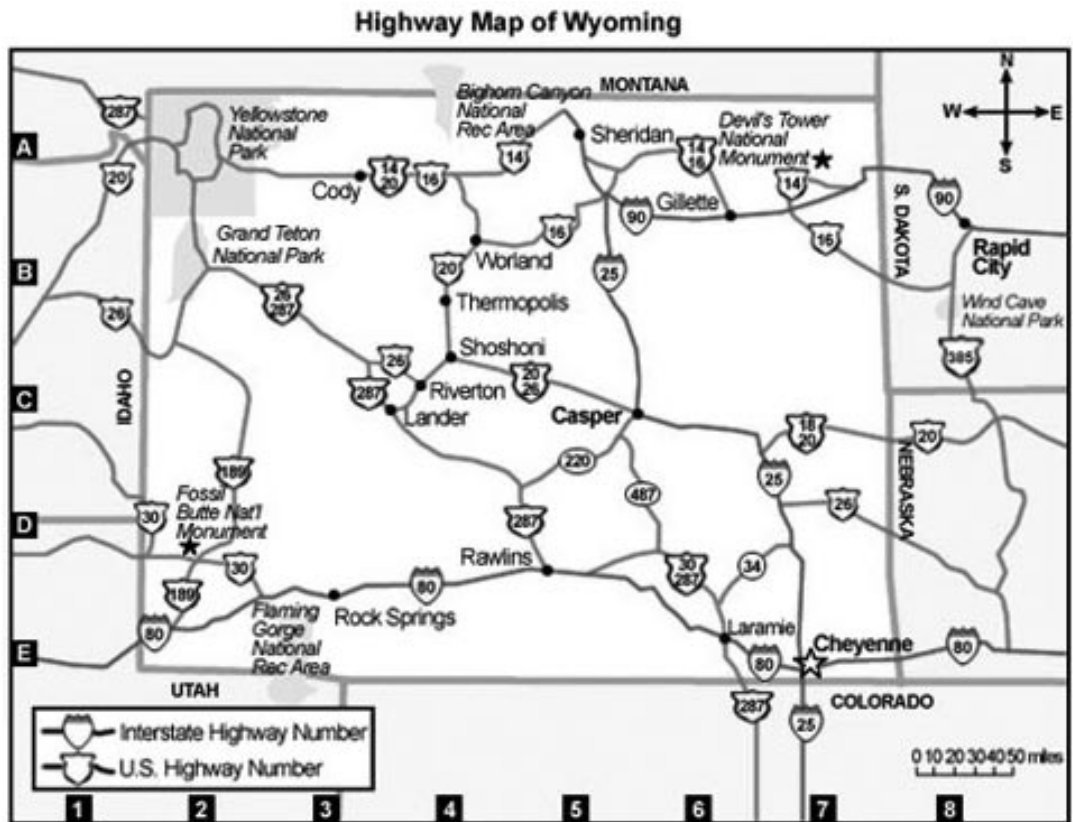 Highway Map of Wyoming
MONTANA
N
W
E
S
A
287
20
Yellowstone
National
Park
Bighorn Canyon
National
Rec Area
Sheridan
Devil's Tower
National
Monument
14
14
16
14
20
16
Cody
14
90
Gillette
16
90
S. DAKOTA
Rapid
City
B
Grand Teton
National Park
16
Worland
20
25
Thermopolis
26
26
287
Wind Cave
National Park
385
Shoshoni
26
20
26
C
IDAHO
287
Riverton
Lander
Casper
18
20
20
NEBRASKA
189
220
487
25
26
D
Fossil
Butte Nat'l
Monument
30
287
Rawlins
30
30
287
34
189
80
Rock Springs
E
80
Flaming
Gorge
National
Rec Area
Laramie
Cheyenne
80
80
UTAH
COLORADO
287
25
Interstate Highway Number
U.S. Highway Number
0 10 20 30 40 50 miles
1 2 3 4 5 6 7 8